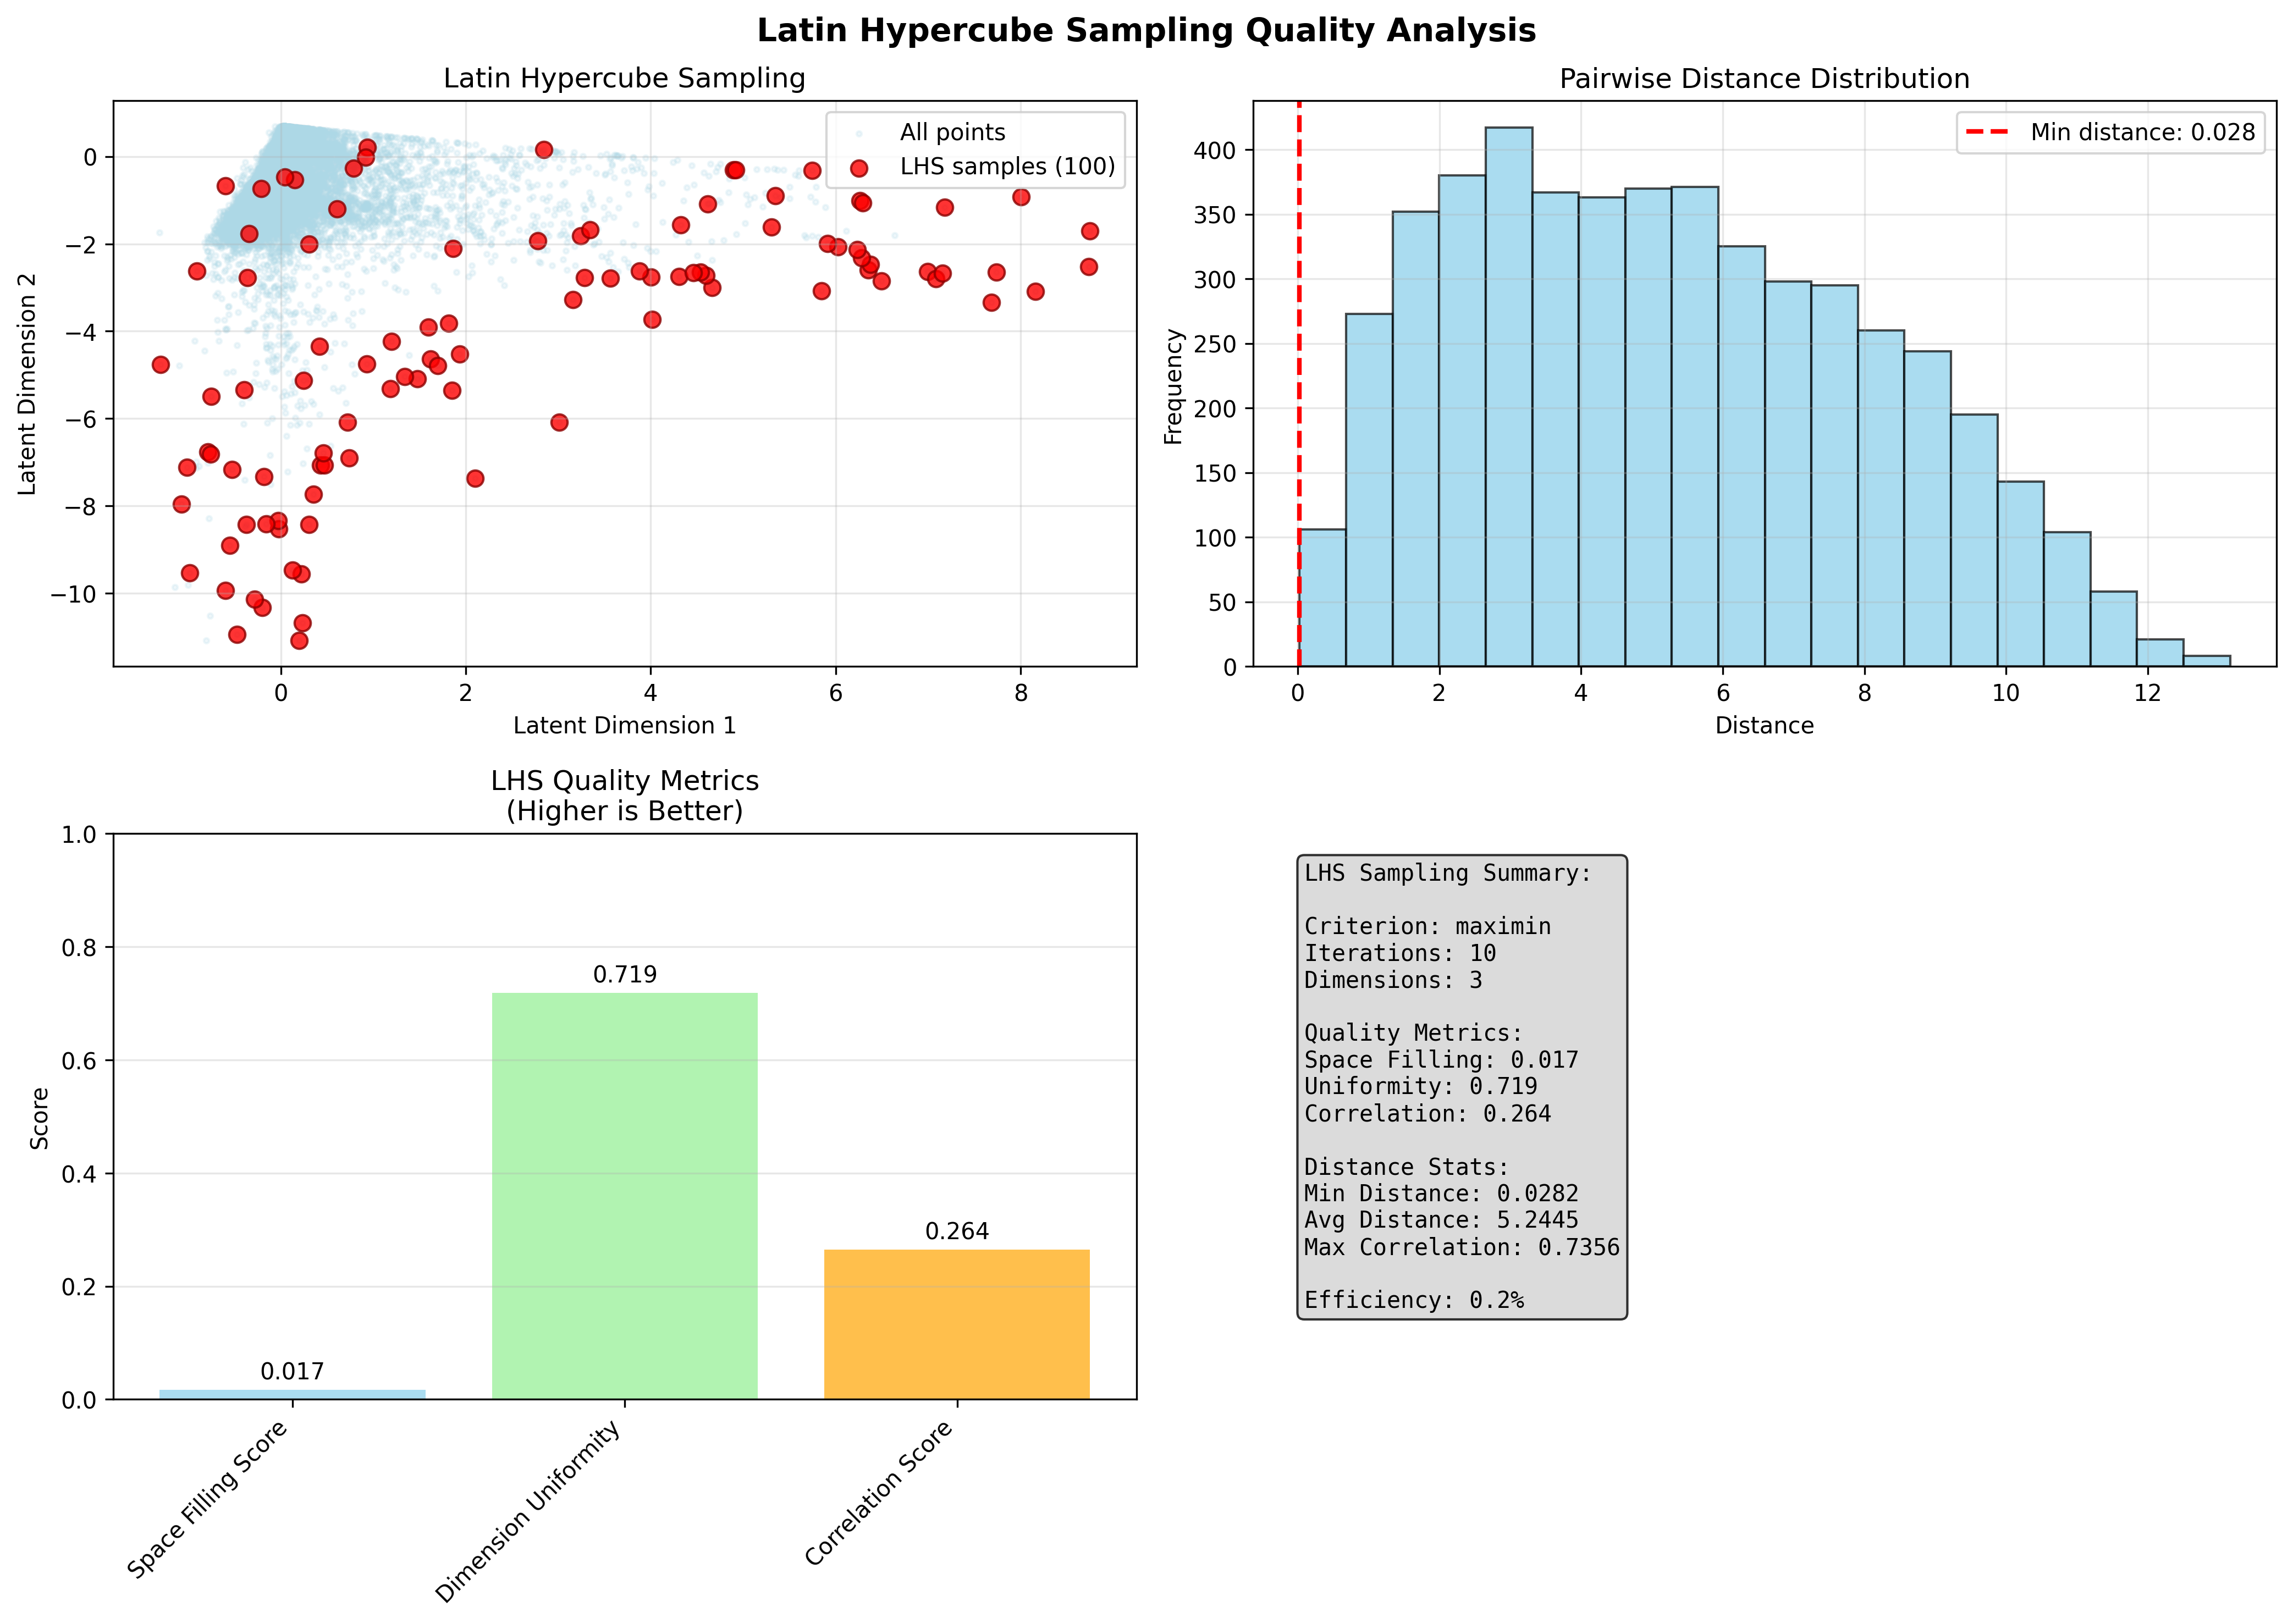 Latin Hypercube Sampling Quality Analysis
Latin Hypercube Sampling
All points
LHS samples (100)
0
−2
−4
−6
−8
−10
Latent Dimension 2
0 2 4 6 8
Latent Dimension 1
Pairwise Distance Distribution
Min distance: 0.028
400
350
300
250
200
150
100
50
0
Frequency
0 2 4 6 8 10 12
Distance
LHS Quality Metrics
(Higher is Better)
1.0
0.8
0.6
0.4
0.2
0.0
Score
0.017
0.719
0.264
Space Filling Score
Dimension Uniformity
Correlation Score
LHS Sampling Summary:
Criterion: maximin
Iterations: 10
Dimensions: 3
Quality Metrics:
Space Filling: 0.017
Uniformity: 0.719
Correlation: 0.264
Distance Stats:
Min Distance: 0.0282
Avg Distance: 5.2445
Max Correlation: 0.7356
Efficiency: 0.2%